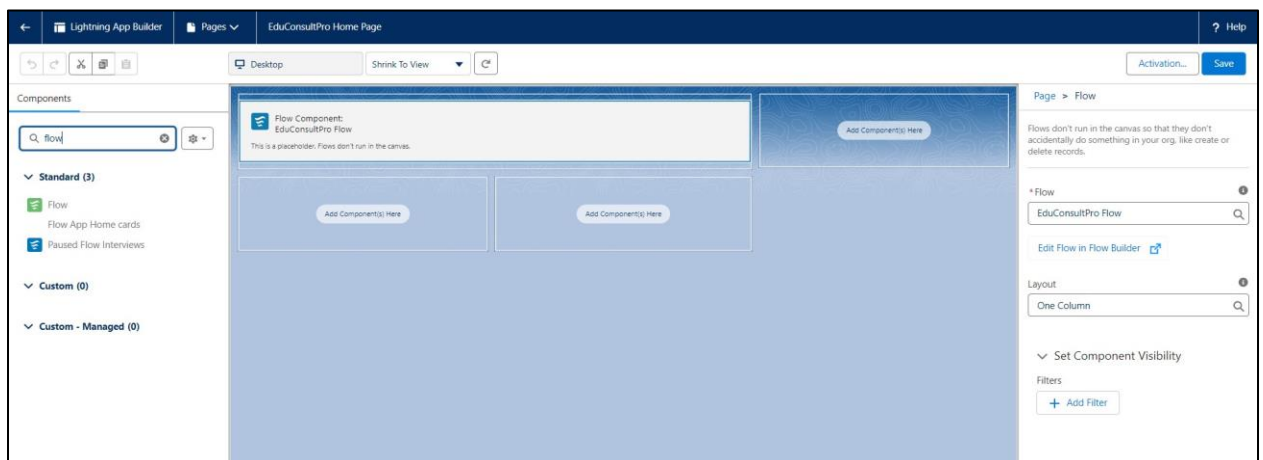 Lightning App Builder
Pages
EduConsultPro Home Page
? Help
Desktop
Shrink To View
Activation...
Save
Components
flow
Standard (3)
Flow
Flow App Home cards
Paused Flow Interviews
Custom (0)
Custom - Managed (0)
Flow Component:
EduConsultPro Flow
This is a placeholder. Flows don't run in the canvas.
Add Component(s) Here
Add Component(s) Here
Add Component(s) Here
Page > Flow
Flows don't run in the canvas so that they don't
accidentally do something in your org, like create or
delete records.
*Flow
EduConsultPro Flow
Edit Flow in Flow Builder
Layout
One Column
Set Component Visibility
Filters
+ Add Filter